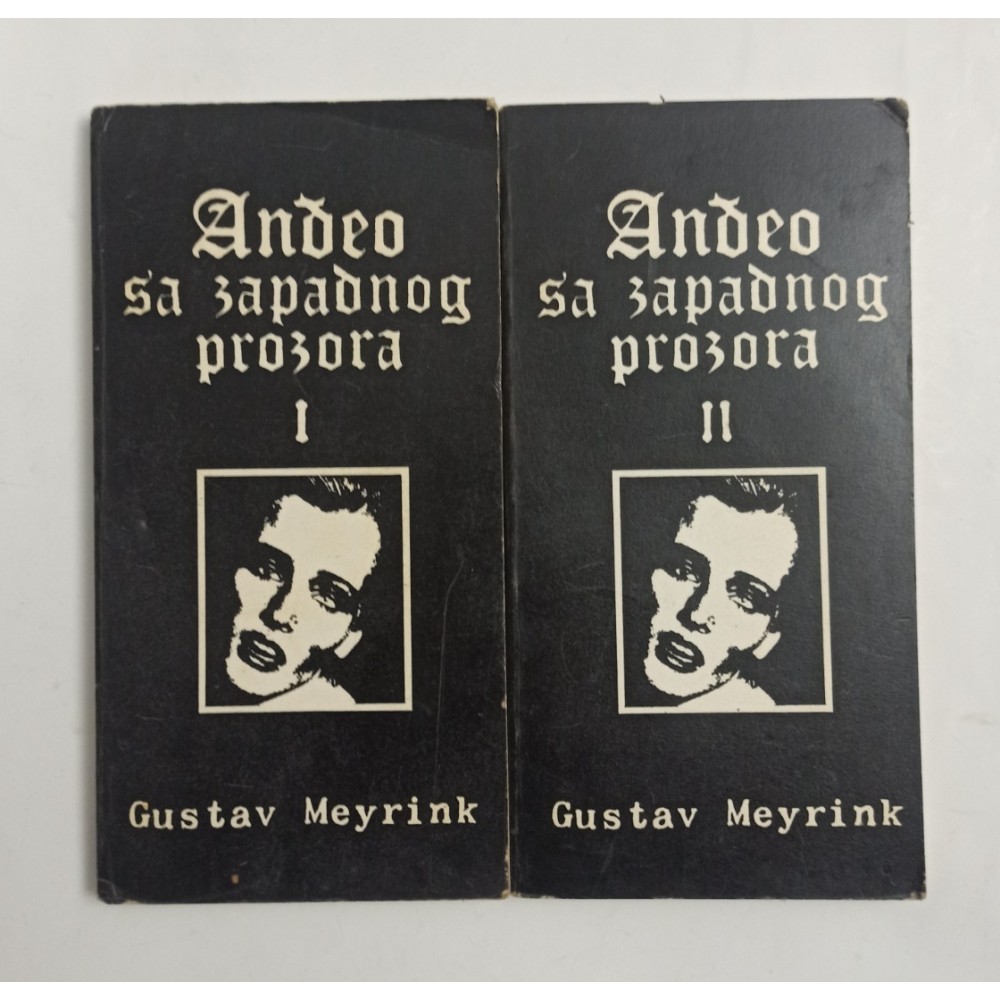 Anđeo
sa zapadnog
prozora
I
Gustav Meyrink
Anđeo
sa zapadnog
prozora
II
Gustav Meyrink